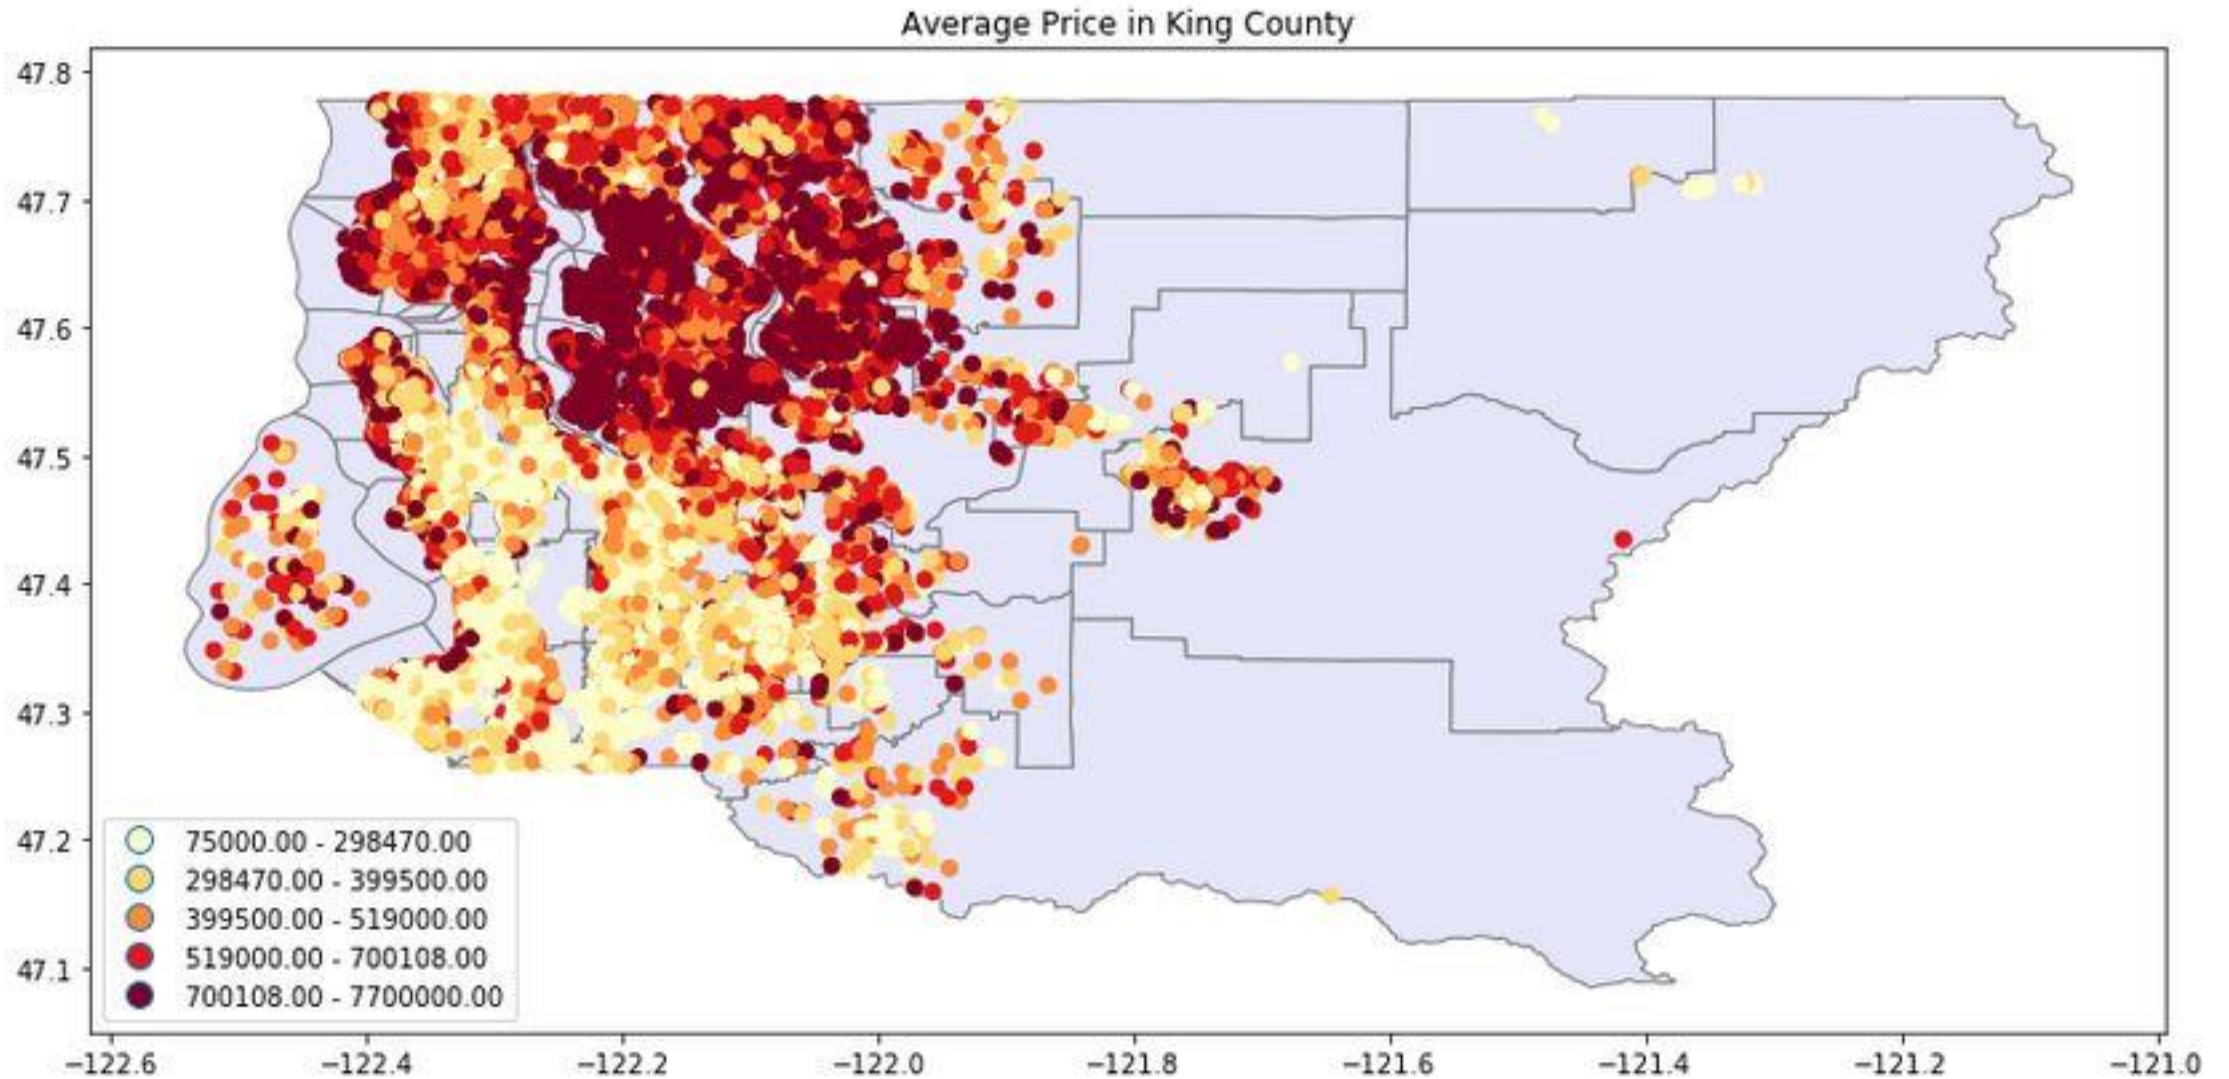 Average Price in King County
47.8
47.7
47.6
47.5
47.4
47.3
47.2
47.1
75000.00 - 298470.00
298470.00 - 399500.00
399500.00 - 519000.00
519000.00 - 700108.00
700108.00 - 7700000.00
−122.6 −122.4 −122.2 −122.0 −121.8 −121.6 −121.4 −121.2 −121.0